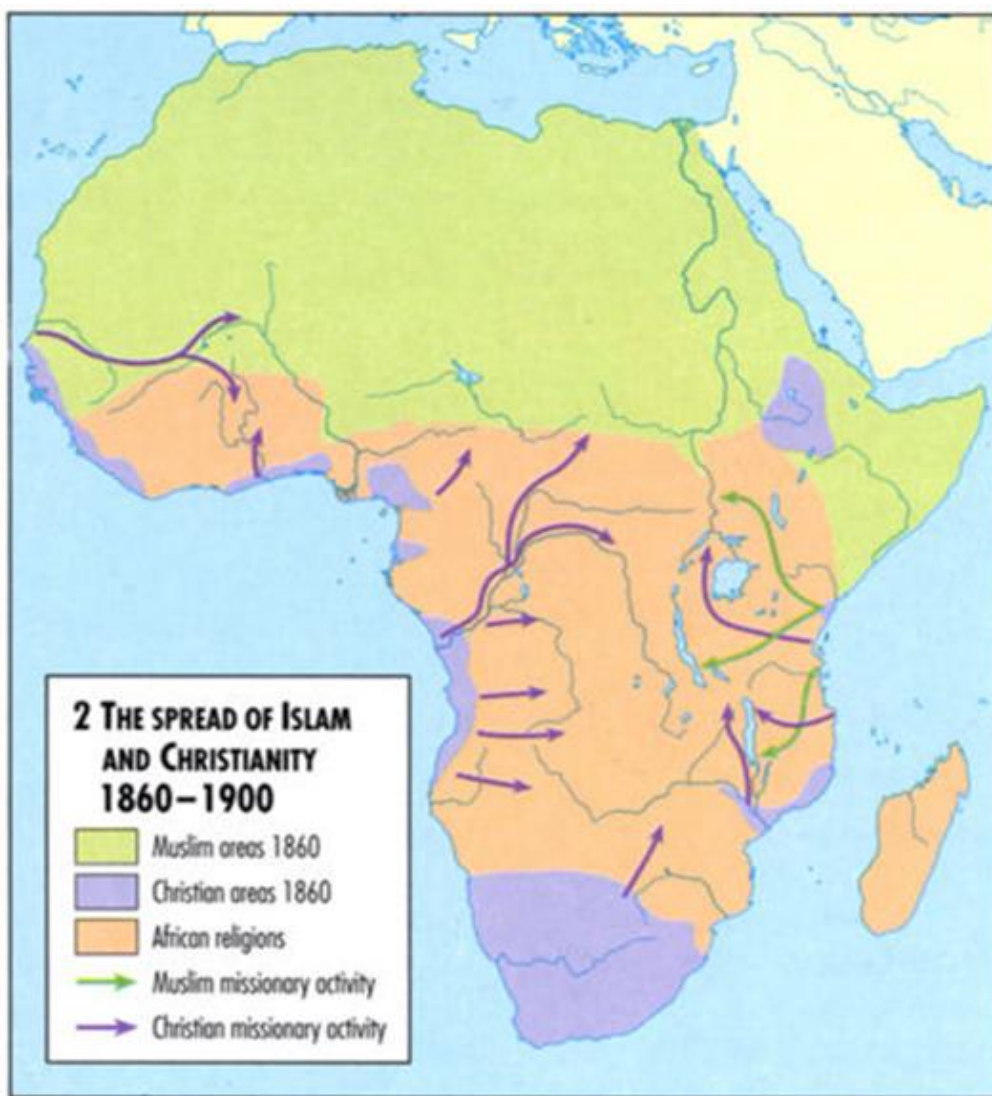 2 THE SPREAD OF ISLAM
AND CHRISTIANITY
1860–1900
Muslim areas 1860
Christian areas 1860
African religions
Muslim missionary activity
Christian missionary activity